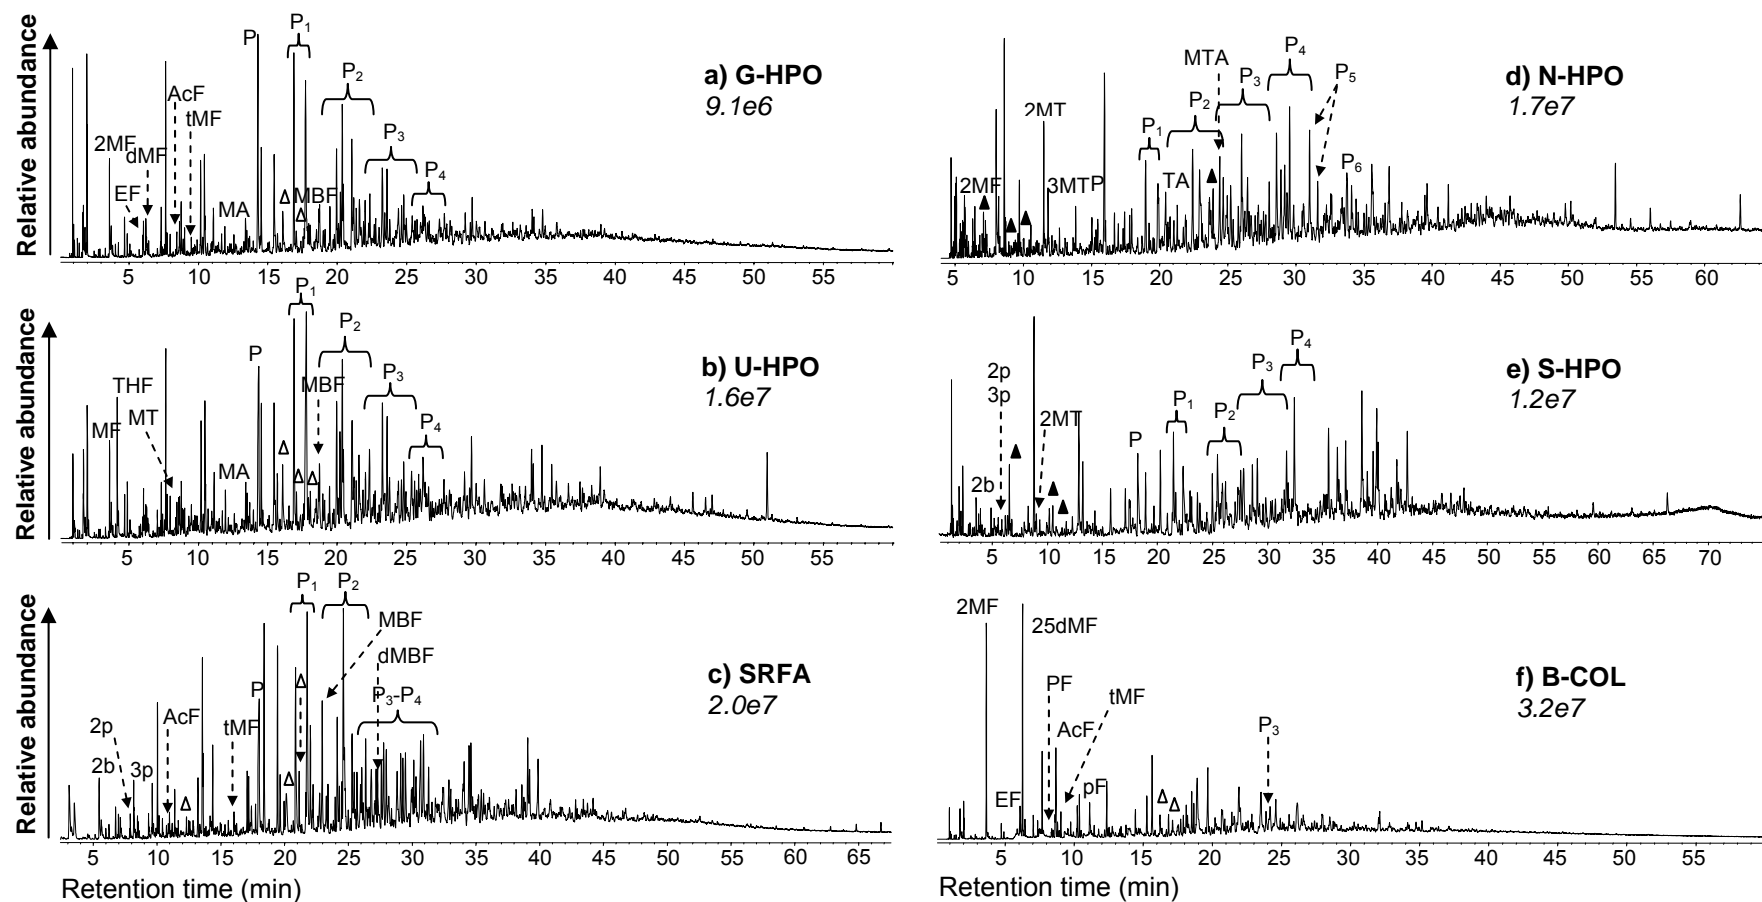 Relative abundance
a) G-HPO
9.1e6
P
P1
P2
P3
P4
AcF
tMF
2MF
dMF
EF
MA
Δ
Δ
MBF
5 10 15 20 25 30 35 40 45 50 55
Relative abundance
b) U-HPO
1.6e7
P1
P2
P
P3
P4
THF
MT
MF
MBF
MA
Δ
Δ
Δ
5 10 15 20 25 30 35 40 45 50 55
Relative abundance
c) SRFA
2.0e7
P1
P2
MBF
dMBF
P
Δ
P3-P4
2p
AcF
tMF
2b
3p
Δ
Δ
5 10 15 20 25 30 35 40 45 50 55 60 65
Retention time (min)
d) N-HPO
1.7e7
P4
MTA
P3
P5
P2
2MT
P1
P6
2MF
3MT
P
TA
▲
▲
▲
▲
5 10 15 20 25 30 35 40 45 50 55 60
e) S-HPO
1.2e7
P4
P3
2p
3p
P1
P2
2MT
P
2b
▲
▲
▲
5 10 15 20 25 30 35 40 45 50 55 60 70
f) B-COL
3.2e7
2MF
25dMF
PF
tMF
AcF
P3
EF
pF
Δ
Δ
5 10 15 20 25 30 35 40 45 50 55
Retention time (min)